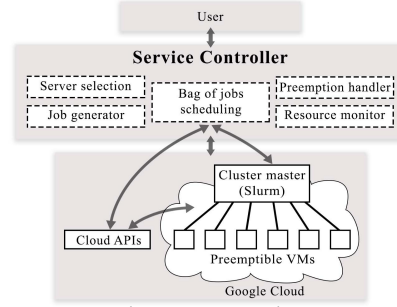 User
Service Controller
Server selection
Bag of jobs
scheduling
Preemption handler
Job generator
Resource monitor
Cluster master
(Slurm)
Cloud APIs
Preemptible VMs
Google Cloud